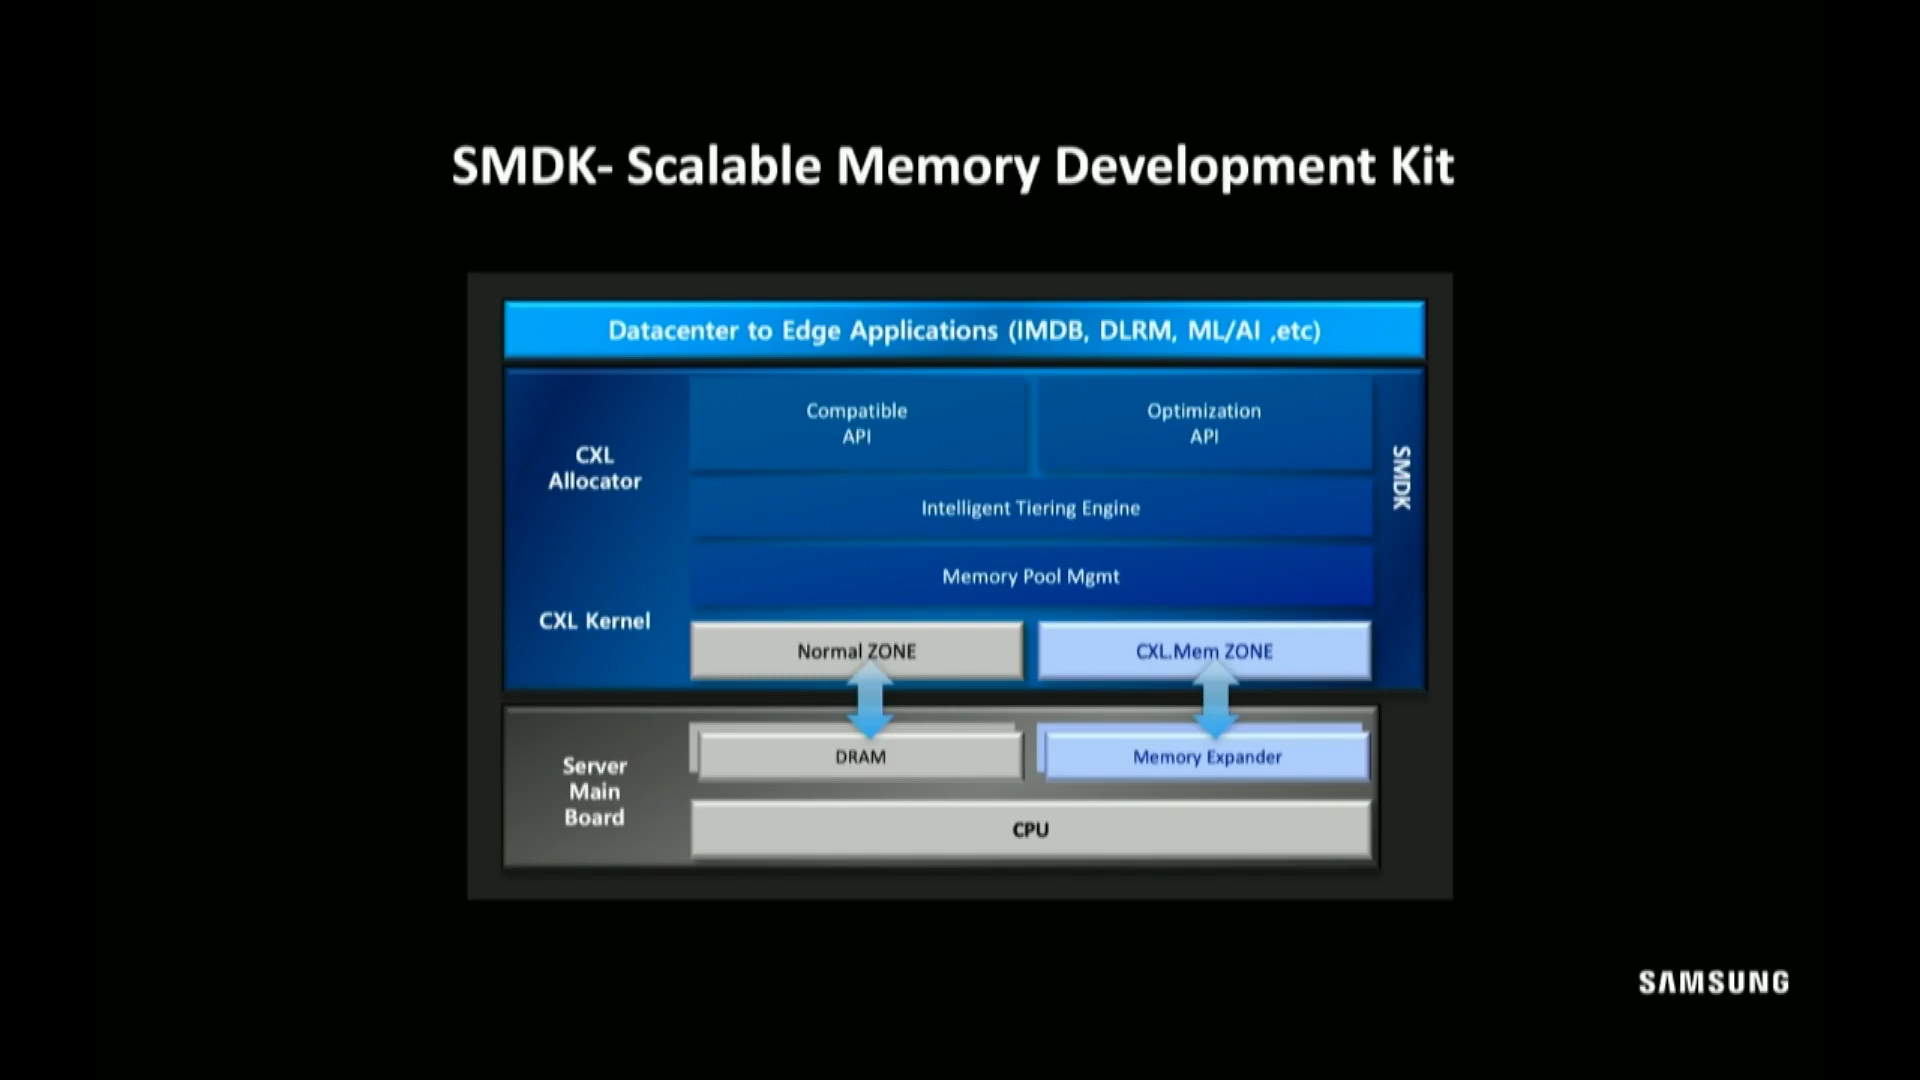 SMDK- Scalable Memory Development Kit
Datacenter to Edge Applications (IMDB, DLRM, ML/AI ,etc)
CXL
Allocator
Compatible
API
Optimization
API
SMDK
Intelligent Tiering Engine
Memory Pool Mgmt
CXL Kernel
Normal ZONE
CXL.Mem ZONE
Server
Main
Board
DRAM
Memory Expander
CPU
SAMSUNG